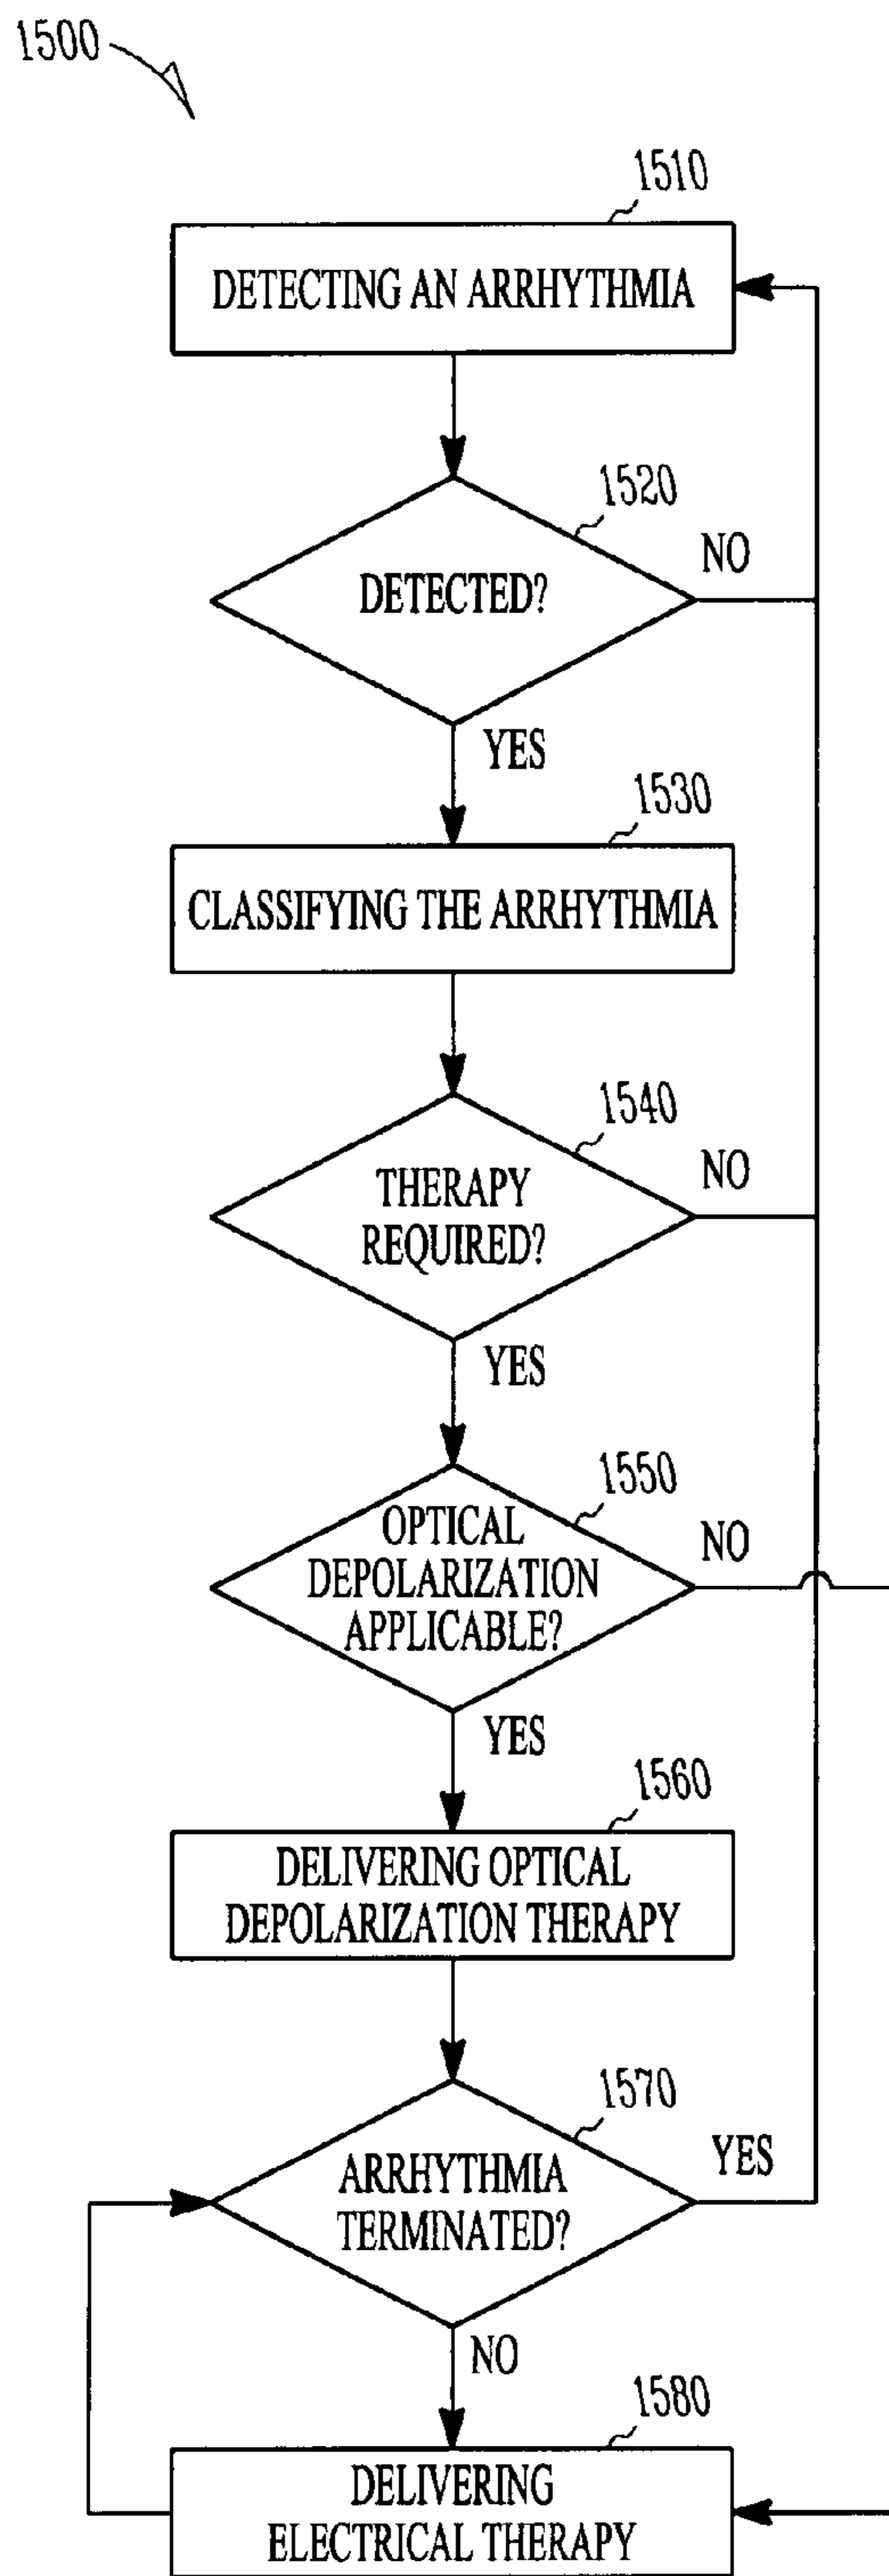 1500
1510
DETECTING AN ARRHYTHMIA
1520
DETECTED?
NO
YES
1530
CLASSIFYING THE ARRHYTHMIA
1540
THERAPY
REQUIRED?
NO
YES
1550
OPTICAL
DEPOLARIZATION
APPLICABLE?
NO
YES
1560
DELIVERING OPTICAL
DEPOLARIZATION THERAPY
1570
ARRHYTHMIA
TERMINATED?
YES
NO
1580
DELIVERING
ELECTRICAL THERAPY